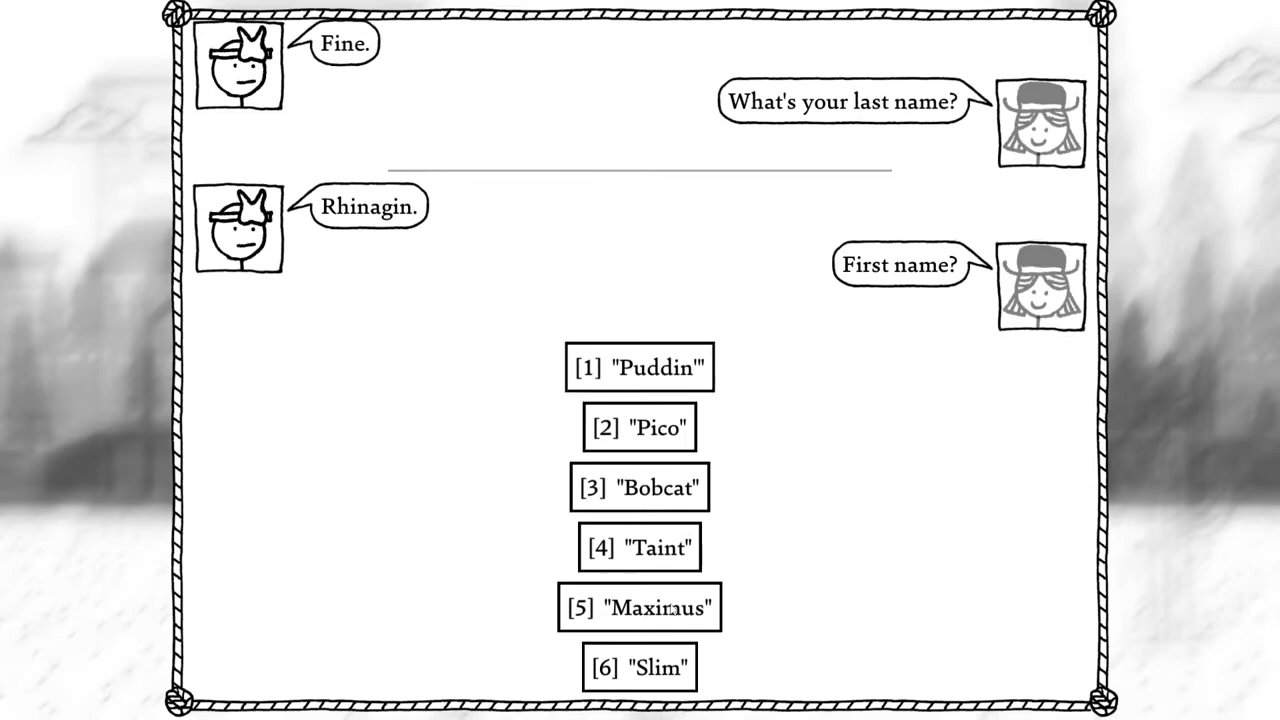 Fine.
What's your last name?
Rhinagin.
First name?
[1] "Puddin'"
[2] "Pico"
[3] "Bobcat"
[4] "Taint"
[5] "Maximus"
[6] "Slim"